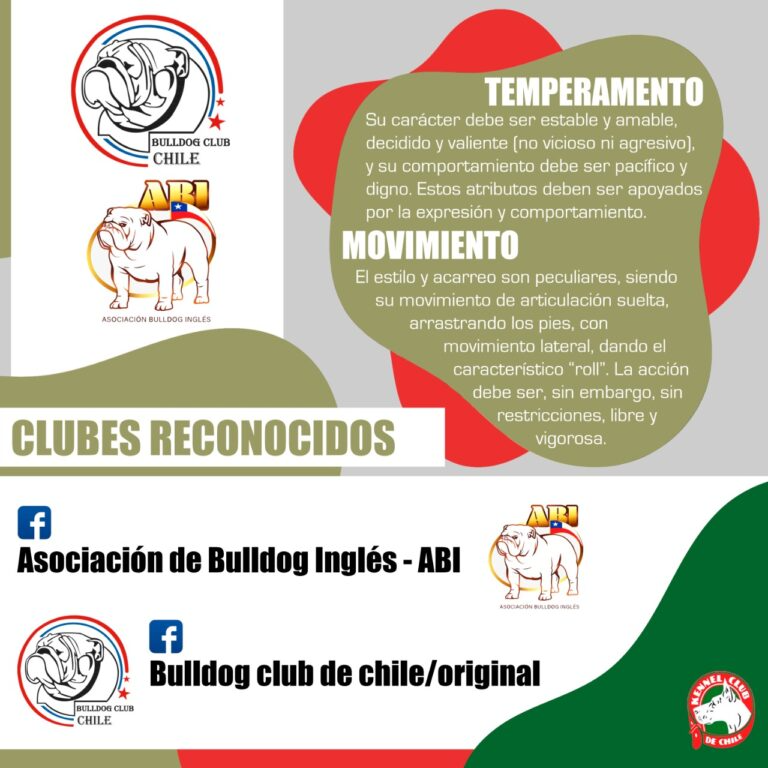 BULLDOG CLUB
CHILE
ABI
ASOCIACIÓN BULLDOG INGLÉS
TEMPERAMENTO
Su carácter debe ser estable y amable,
decidido y valiente (no vicioso ni agresivo),
y su comportamiento debe ser pacífico y
digno. Estos atributos deben ser apoyados
por la expresión y comportamiento.
MOVIMIENTO
El estilo y acarreo son peculiares, siendo
su movimiento de articulación suelta,
arrastrando los pies, con
movimiento lateral, dando el
característico “roll”. La acción
debe ser, sin embargo, sin
restricciones, libre y
vigorosa.
CLUBES RECONOCIDOS
f
Asociación de Bulldog Inglés - ABI
ABI
ASOCIACIÓN BULLDOG INGLÉS
BULLDOG CLUB
CHILE
f
Bulldog club de chile/original
KENNEL CLUB
DE CHILE